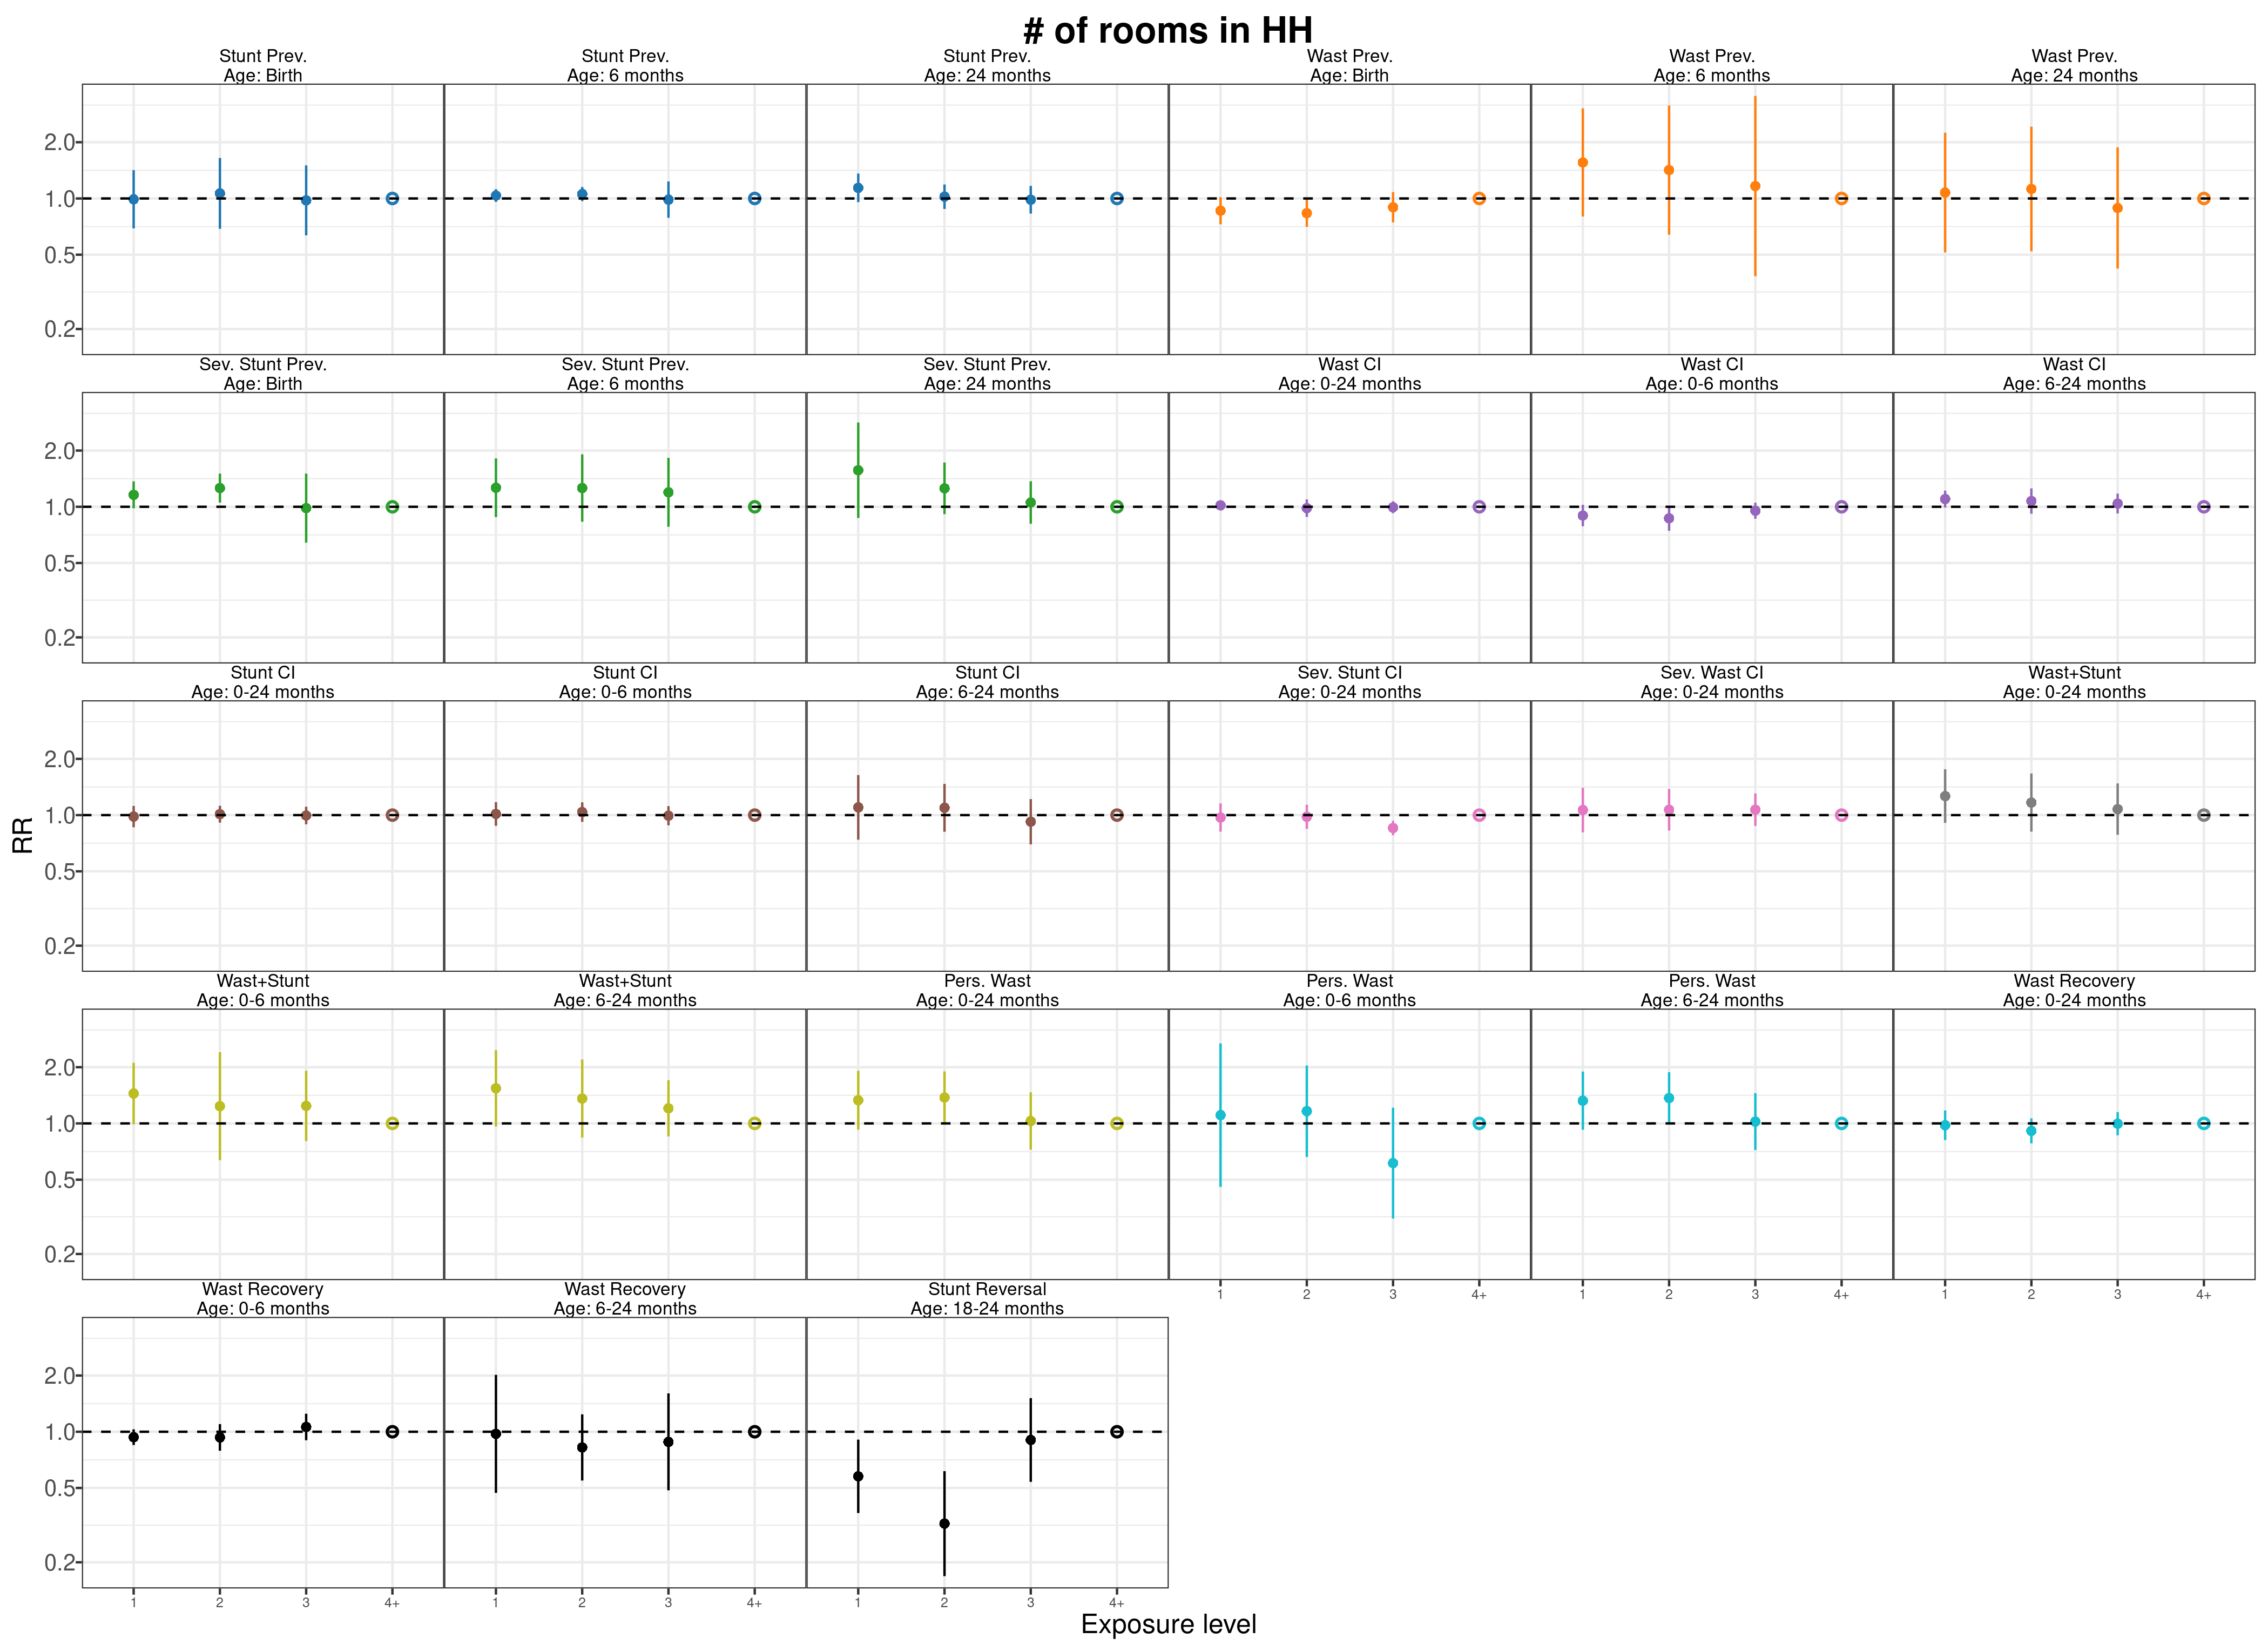 # of rooms in HH
Stunt Prev.
Age: Birth
Stunt Prev.
Age: 6 months
Stunt Prev.
Age: 24 months
Wast Prev.
Age: Birth
Wast Prev.
Age: 6 months
Wast Prev.
Age: 24 months
2.0
1.0
0.5
0.2
Sev. Stunt Prev.
Age: Birth
Sev. Stunt Prev.
Age: 6 months
Sev. Stunt Prev.
Age: 24 months
Wast CI
Age: 0-24 months
Wast CI
Age: 0-6 months
Wast CI
Age: 6-24 months
2.0
1.0
0.5
0.2
Stunt CI
Age: 0-24 months
Stunt CI
Age: 0-6 months
Stunt CI
Age: 6-24 months
Sev. Stunt CI
Age: 0-24 months
Sev. Wast CI
Age: 0-24 months
Wast+Stunt
Age: 0-24 months
2.0
1.0
0.5
0.2
RR
Wast+Stunt
Age: 0-6 months
Wast+Stunt
Age: 6-24 months
Pers. Wast
Age: 0-24 months
Pers. Wast
Age: 0-6 months
Pers. Wast
Age: 6-24 months
Wast Recovery
Age: 0-24 months
2.0
1.0
0.5
0.2
1 2 3 4+
1 2 3 4+
1 2 3 4+
Wast Recovery
Age: 0-6 months
Wast Recovery
Age: 6-24 months
Stunt Reversal
Age: 18-24 months
2.0
1.0
0.5
0.2
1 2 3 4+
1 2 3 4+
1 2 3 4+
Exposure level